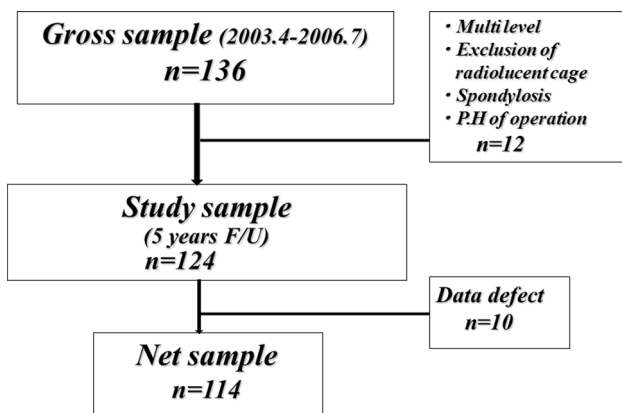 Gross sample (2003.4-2006.7)
n=136
・Multi level
・Exclusion of
radiolucent cage
・Spondylosis
・P.H of operation
n=12
Study sample
(5 years F/U)
n=124
Data defect
n=10
Net sample
n=114